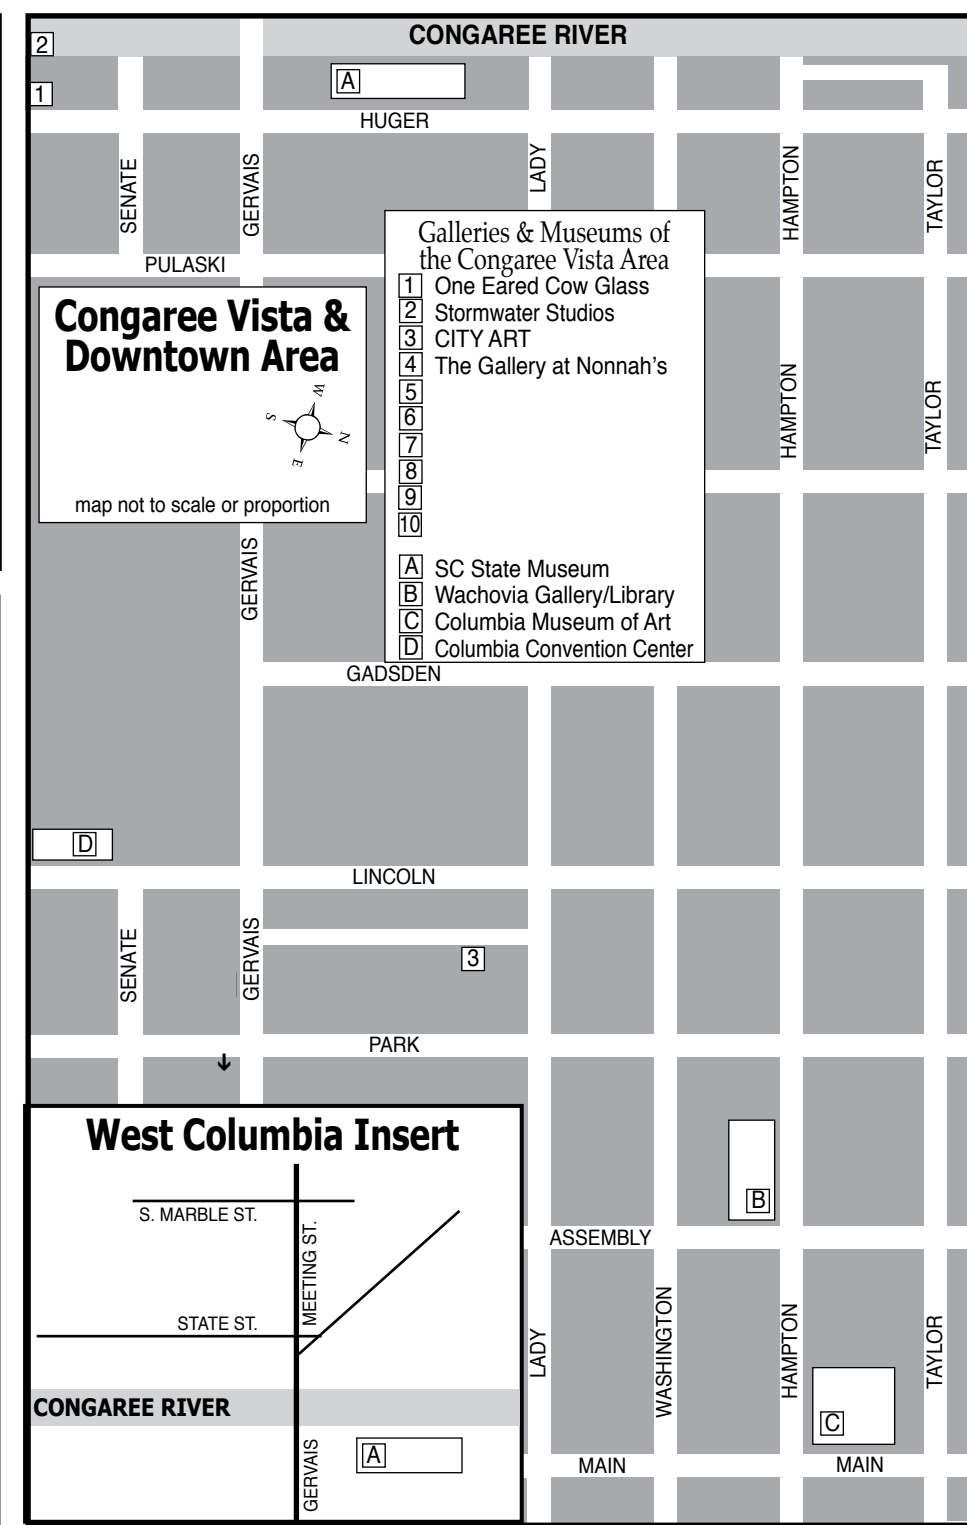 CONGAREE RIVER
2
1
A
HUGER
SENATE
GERVAIS
LADY
HAMPTON
TAYLOR
PULASKI
Galleries & Museums of
the Congaree Vista Area
1 One Eared Cow Glass
2 Stormwater Studios
3 CITY ART
4 The Gallery at Nonnah's
5
6
7
8
9
10
A SC State Museum
B Wachovia Gallery/Library
C Columbia Museum of Art
D Columbia Convention Center
Congaree Vista &
Downtown Area
W
S
N
E
map not to scale or proportion
HAMPTON
TAYLOR
GERVAIS
GADSDEN
D
LINCOLN
SENATE
GERVAIS
3
PARK
West Columbia Insert
S. MARBLE ST.
MEETING ST.
STATE ST.
CONGAREE RIVER
GERVAIS
A
B
ASSEMBLY
LADY
WASHINGTON
HAMPTON
TAYLOR
C
MAIN
MAIN